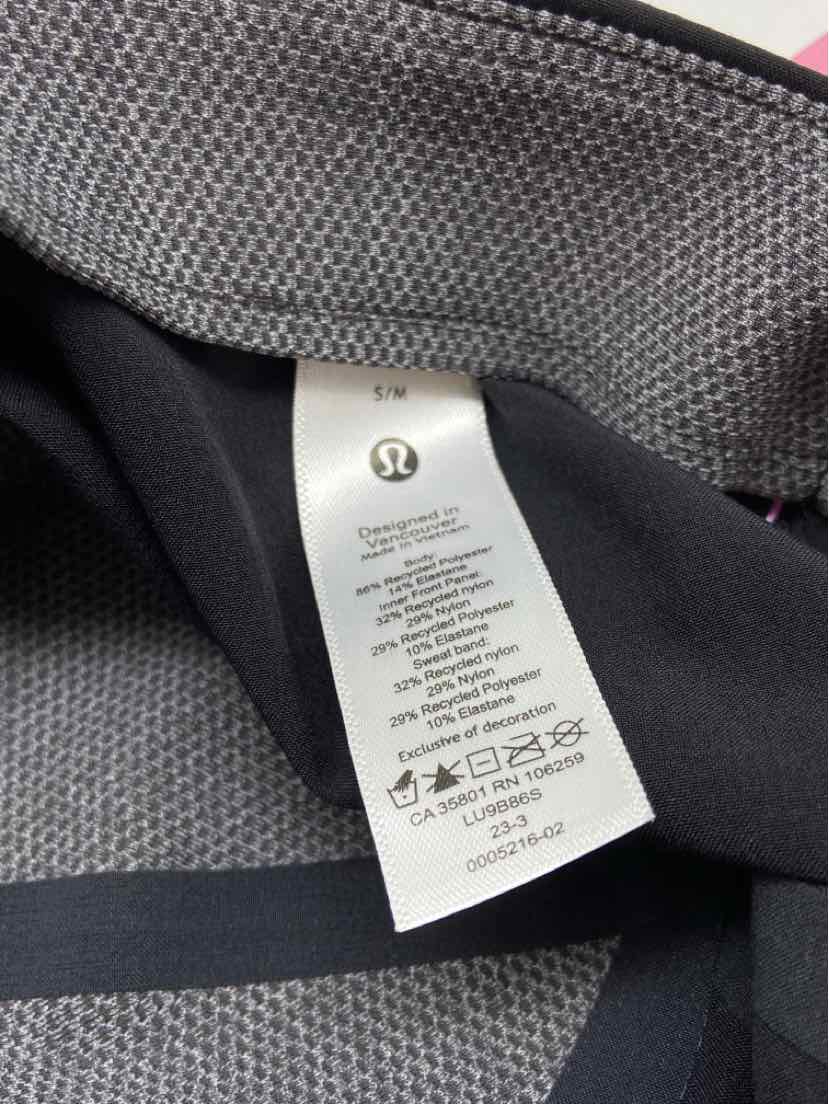 S/M
Designed in
Vancouver
Made in Vietnam
Body:
86% Recycled Polyester
14% Elastane
Inner Front Panel:
32% Recycled nylon
29% Nylon
29% Recycled Polyester
10% Elastane
Sweat band:
32% Recycled nylon
29% Nylon
29% Recycled Polyester
10% Elastane
Exclusive of decoration
CA 35801 RN 106259
LU9B86S
23-3
0005216-02